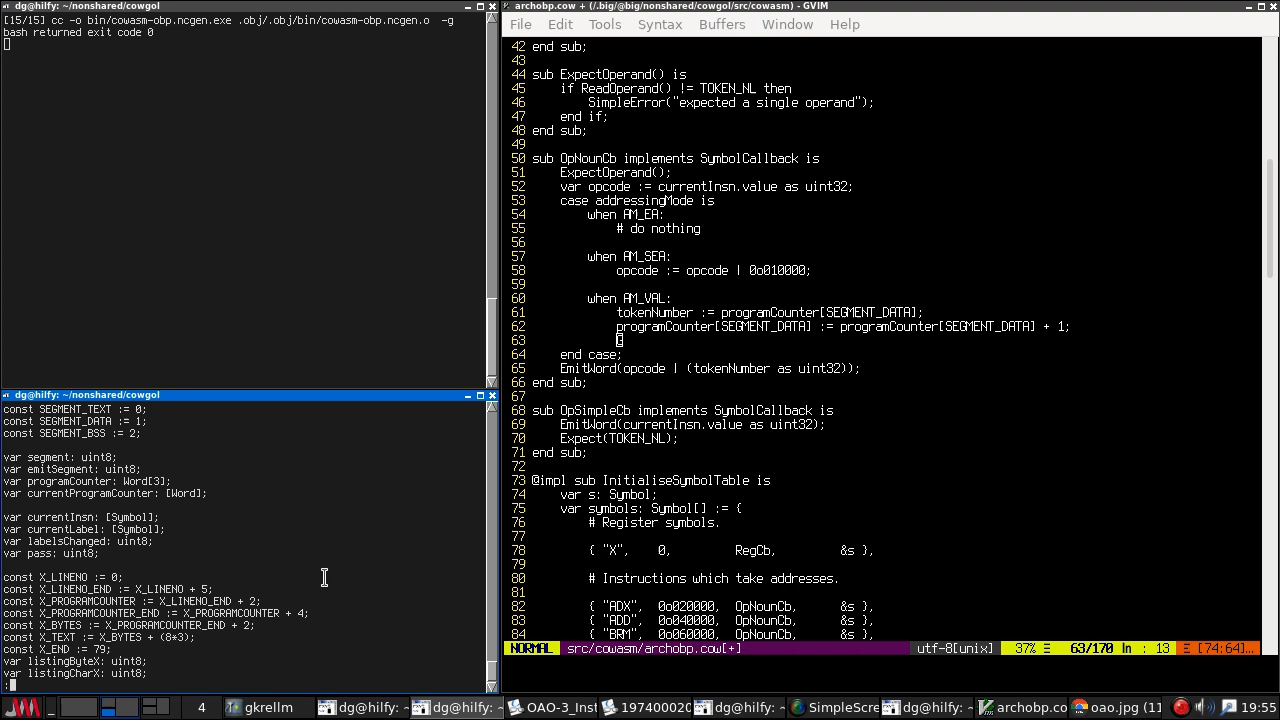 dg@hilfy: ~/nonshared/cowgol
[15/15] cc -o bin/cowasm-obp.ncgen.exe .obj/.obj/bin/cowasm-obp.ncgen.o  -g
bash returned exit code 0
dg@hilfy: ~/nonshared/cowgol
const SEGMENT_TEXT := 0;
const SEGMENT_DATA := 1;
const SEGMENT_BSS := 2;
var segment: uint8;
var emitSegment: uint8;
var programCounter: Word[3];
var currentProgramCounter: [Word];
var currentInsn: [Symbol];
var currentLabel: [Symbol];
var labelsChanged: uint8;
var pass: uint8;
const X_LINENO := 0;
const X_LINENO_END := X_LINENO + 5;
const X_PROGRAMCOUNTER := X_LINENO_END + 2;
const X_PROGRAMCOUNTER_END := X_PROGRAMCOUNTER + 4;
const X_BYTES := X_PROGRAMCOUNTER_END + 2;
const X_TEXT := X_BYTES + (8*3);
const X_END := 79;
var listingByteX: uint8;
var listingCharX: uint8;
:
archobp.cow + (/.big/@big/nonshared/cowgol/src/cowasm) - GVIM
File Edit Tools Syntax Buffers Window Help
42 end sub;
43
44 sub ExpectOperand() is
45     if ReadOperand() != TOKEN_NL then
46         SimpleError("expected a single operand");
47     end if;
48 end sub;
49
50 sub OpNounCb implements SymbolCallback is
51     ExpectOperand();
52     var opcode := currentInsn.value as uint32;
53     case addressingMode is
54         when AM_EA:
55             # do nothing
56
57         when AM_SEA:
58             opcode := opcode | 0o010000;
59
60         when AM_VAL:
61             tokenNumber := programCounter[SEGMENT_DATA];
62             programCounter[SEGMENT_DATA] := programCounter[SEGMENT_DATA] + 1;
63             }
64     end case;
65     EmitWord(opcode | (tokenNumber as uint32));
66 end sub;
67
68 sub OpSimpleCb implements SymbolCallback is
69     EmitWord(currentInsn.value as uint32);
70     Expect(TOKEN_NL);
71 end sub;
72
73 @impl sub InitialiseSymbolTable is
74     var s: Symbol;
75     var symbols: Symbol[] := {
76         # Register symbols.
77
78         { "X",    0,         RegCb,       &s },
79
80         # Instructions which take addresses.
81
82         { "ADX",  0o020000,  OpNounCb,    &s },
83         { "ADD",  0o040000,  OpNounCb,    &s },
84         { "BRM",  0o060000,  OpNounCb,    &s },
NORMAL src/cowasm/archobp.cow[+] utf-8[unix] 37% Ξ 63/170 ln : 13 Ξ [74:64]…
4 gkrellm dg@hilfy: ~ dg@hilfy: ~ OAO-3_Inst 197400020 dg@hilfy: ~ SimpleScre dg@hilfy: ~ archobp.co oao.jpg (11 19:55